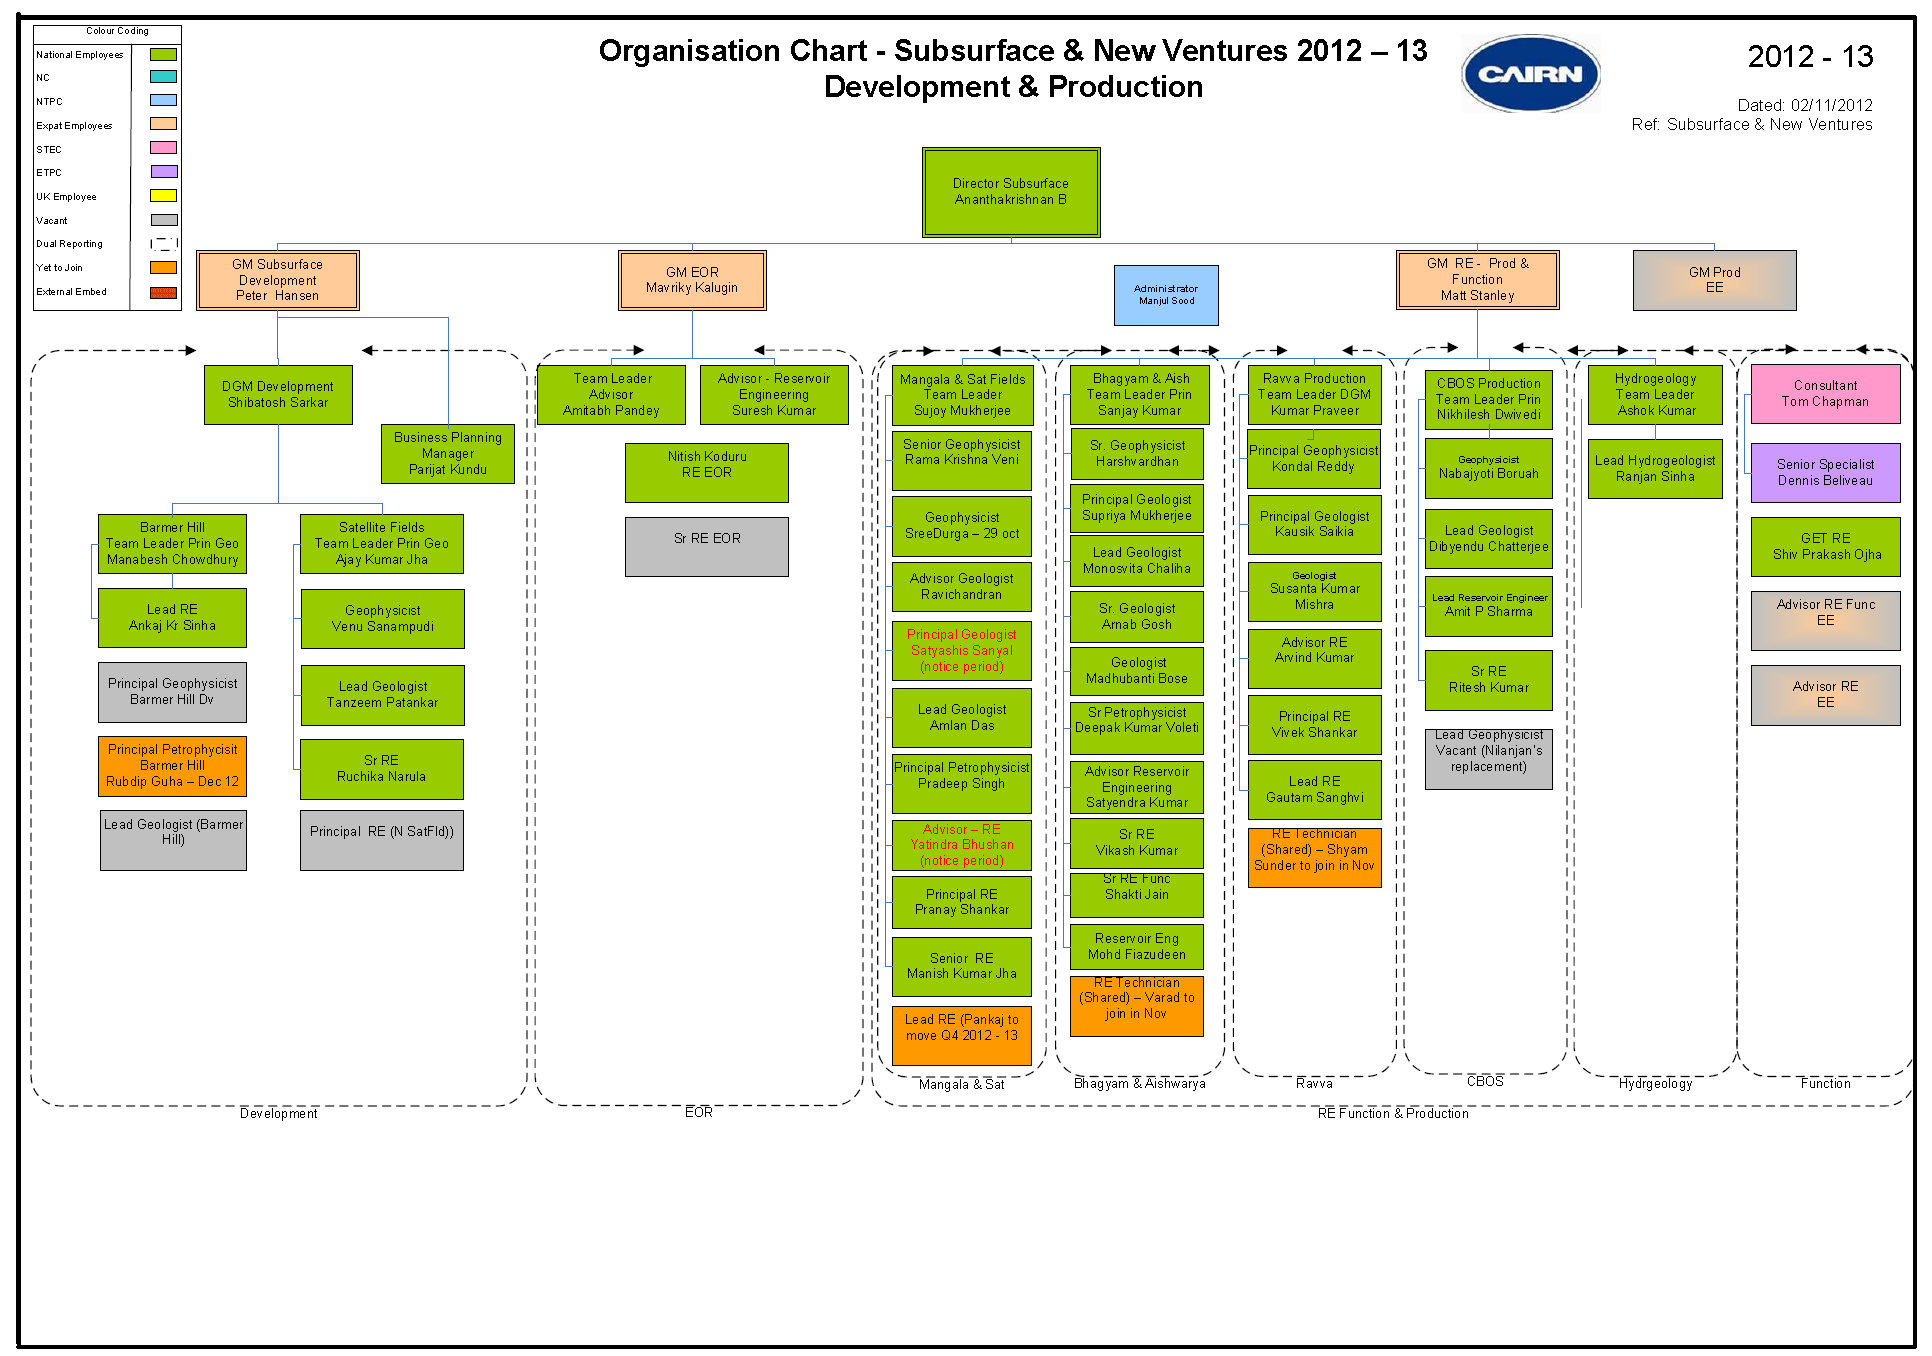 Colour Coding
National Employees
NC
NTPC
Expat Employees
STEC
ETPC
UK Employee
Vacant
Dual Reporting
Yet to Join
External Embed
Organisation Chart - Subsurface & New Ventures 2012 – 13
Development & Production
CAIRN
2012 - 13
Dated: 02/11/2012
Ref: Subsurface & New Ventures
Director Subsurface
Ananthakrishnan B
GM Subsurface
Development
Peter Hansen
GM EOR
Mavriky Kalugin
Administrator
Manjul Sood
GM RE - Prod &
Function
Matt Stanley
GM Prod
EE
DGM Development
Shibatosh Sarkar
Business Planning
Manager
Parijat Kundu
Barmer Hill
Team Leader Prin Geo
Manabesh Chowdhury
Lead RE
Ankaj Kr Sinha
Principal Geophysicist
Barmer Hill Dv
Principal Petrophycisit
Barmer Hill
Rubdip Guha – Dec 12
Lead Geologist (Barmer
Hill)
Satellite Fields
Team Leader Prin Geo
Ajay Kumar Jha
Geophysicist
Venu Sanampudi
Lead Geologist
Tanzeem Patankar
Sr RE
Ruchika Narula
Principal RE (N SatFld))
Development
Team Leader
Advisor
Amitabh Pandey
Advisor - Reservoir
Engineering
Suresh Kumar
Nitish Koduru
RE EOR
Sr RE EOR
EOR
Mangala & Sat Fields
Team Leader
Sujoy Mukherjee
Senior Geophysicist
Rama Krishna Veni
Geophysicist
SreeDurga – 29 oct
Advisor Geologist
Ravichandran
Principal Geologist
Satyashis Sanyal
(notice period)
Lead Geologist
Amlan Das
Principal Petrophysicist
Pradeep Singh
Advisor – RE
Yatindra Bhushan
(notice period)
Principal RE
Pranay Shankar
Senior RE
Manish Kumar Jha
Lead RE (Pankaj to
move Q4 2012 - 13
Mangala & Sat
Bhagyam & Aish
Team Leader Prin
Sanjay Kumar
Sr. Geophysicist
Harshvardhan
Principal Geologist
Supriya Mukherjee
Lead Geologist
Monosvita Chaliha
Sr. Geologist
Arnab Gosh
Geologist
Madhubanti Bose
Sr Petrophysicist
Deepak Kumar Voleti
Advisor Reservoir
Engineering
Satyendra Kumar
Sr RE
Vikash Kumar
Sr RE Func
Shakti Jain
Reservoir Eng
Mohd Fiazudeen
RE Technician
(Shared) – Varad to
join in Nov
Bhagyam & Aishwarya
Ravva Production
Team Leader DGM
Kumar Praveer
Principal Geophysicist
Kondal Reddy
Principal Geologist
Kausik Saikia
Geologist
Susanta Kumar
Mishra
Advisor RE
Arvind Kumar
Principal RE
Vivek Shankar
Lead RE
Gautam Sanghvi
RE Technician
(Shared) – Shyam
Sunder to join in Nov
Ravva
CBOS Production
Team Leader Prin
Nikhilesh Dwivedi
Geophysicist
Nabajyoti Boruah
Lead Geologist
Dibyendu Chatterjee
Lead Reservoir Engineer
Amit P Sharma
Sr RE
Ritesh Kumar
Lead Geophysicist
Vacant (Nilanjan's
replacement)
CBOS
Hydrogeology
Team Leader
Ashok Kumar
Lead Hydrogeologist
Ranjan Sinha
Hydrgeology
Consultant
Tom Chapman
Senior Specialist
Dennis Beliveau
GET RE
Shiv Prakash Ojha
Advisor RE Func
EE
Advisor RE
EE
Function
RE Function & Production